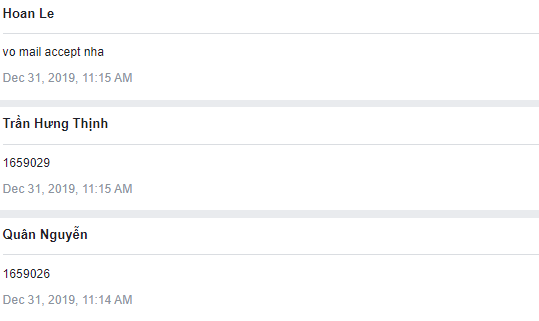 Hoan Le
vo mail accept nha
Dec 31, 2019, 11:15 AM
Trần Hưng Thịnh
1659029
Dec 31, 2019, 11:15 AM
Quân Nguyễn
1659026
Dec 31, 2019, 11:14 AM